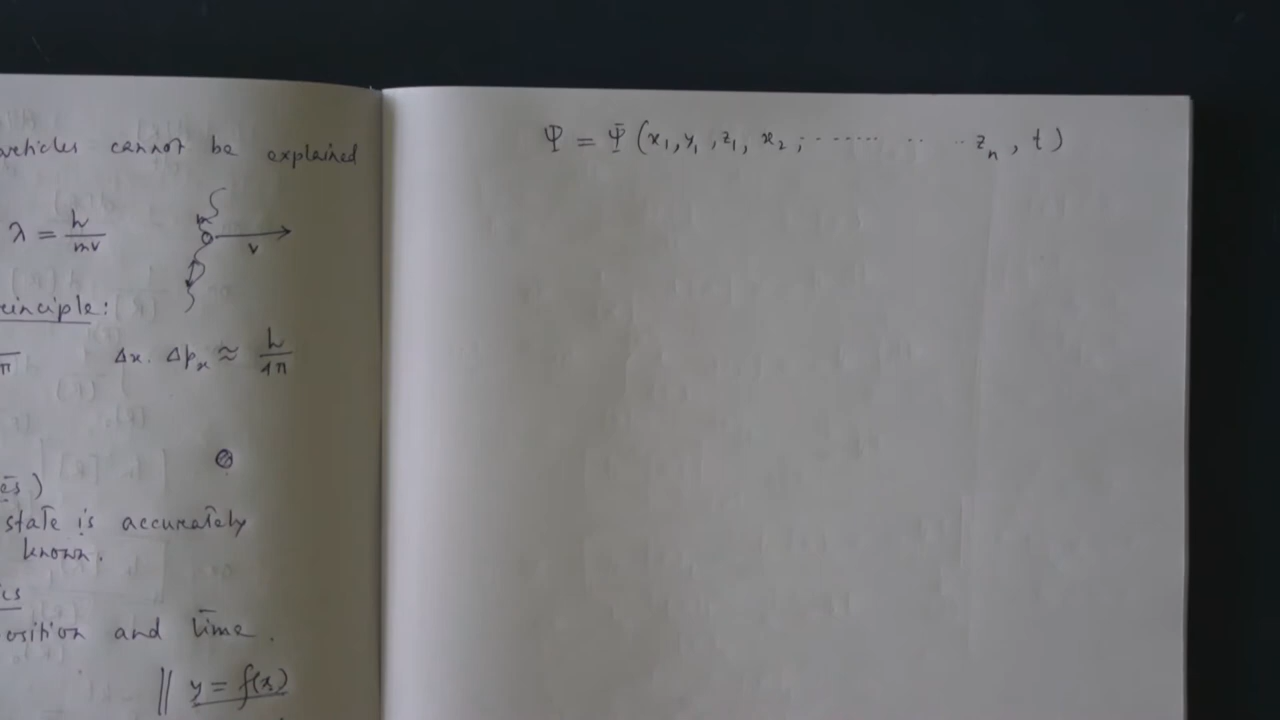 articles cannot be explained
λ = h/mv
v
rinciple:
π Δx. Δpₓ ≈ h/4π
es)
state is accurately
known.
cs
osition and time.
|| y = f(x)
Ψ = Ψ (x₁, y₁, z₁, x₂, ......... .. ..zₙ, t)